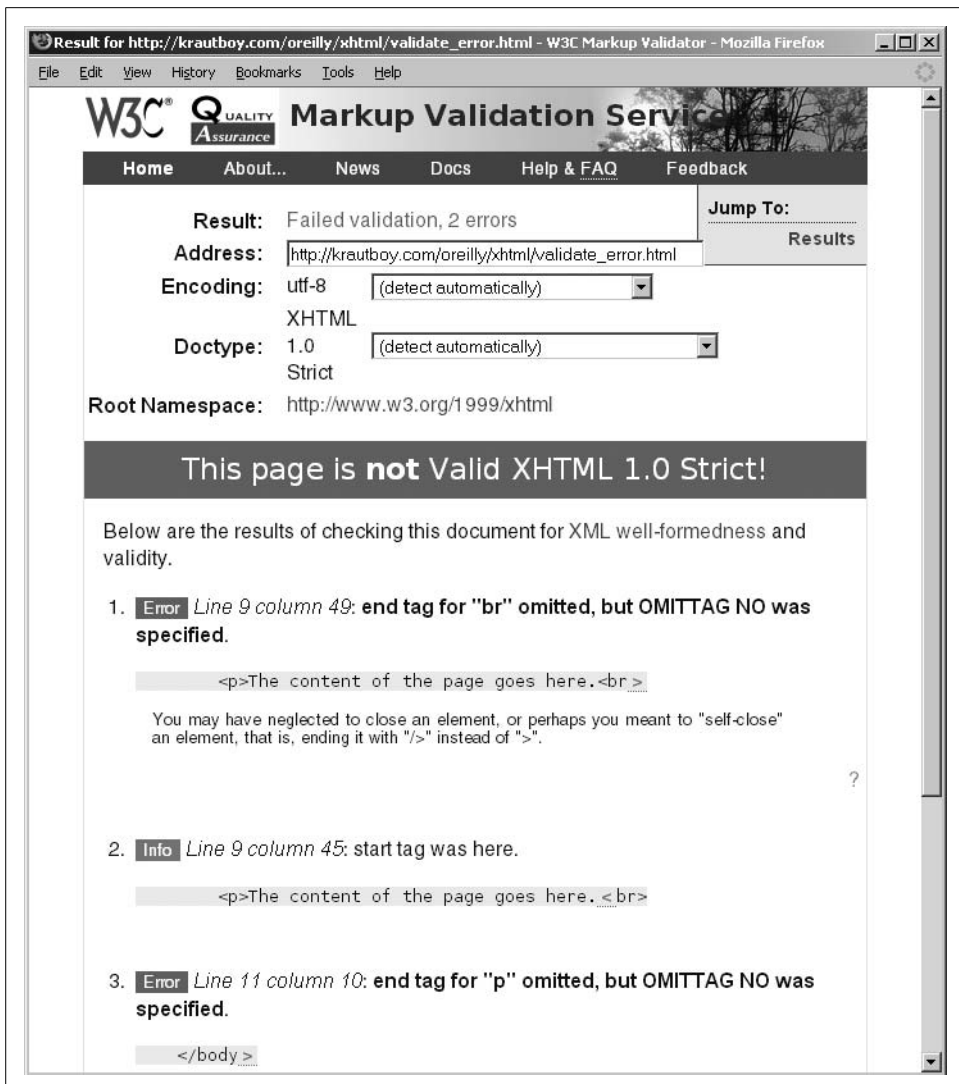 Result for http://krautboy.com/oreilly/xhtml/validate_error.html - W3C Markup Validator - Mozilla Firefox
File Edit View History Bookmarks Tools Help
W3C® QUALITY Assurance Markup Validation Service
Home About... News Docs Help & FAQ Feedback
Jump To:
Results
Result: Failed validation, 2 errors
Address: http://krautboy.com/oreilly/xhtml/validate_error.html
Encoding: utf-8 (detect automatically)
Doctype: XHTML 1.0 Strict (detect automatically)
Root Namespace: http://www.w3.org/1999/xhtml
This page is not Valid XHTML 1.0 Strict!
Below are the results of checking this document for XML well-formedness and
validity.
1. Error Line 9 column 49: end tag for "br" omitted, but OMITTAG NO was
specified.
<p>The content of the page goes here.<br>
You may have neglected to close an element, or perhaps you meant to "self-close"
an element, that is, ending it with "/>" instead of ">".
?
2. Info Line 9 column 45: start tag was here.
<p>The content of the page goes here.<br>
3. Error Line 11 column 10: end tag for "p" omitted, but OMITTAG NO was
specified.
</body>